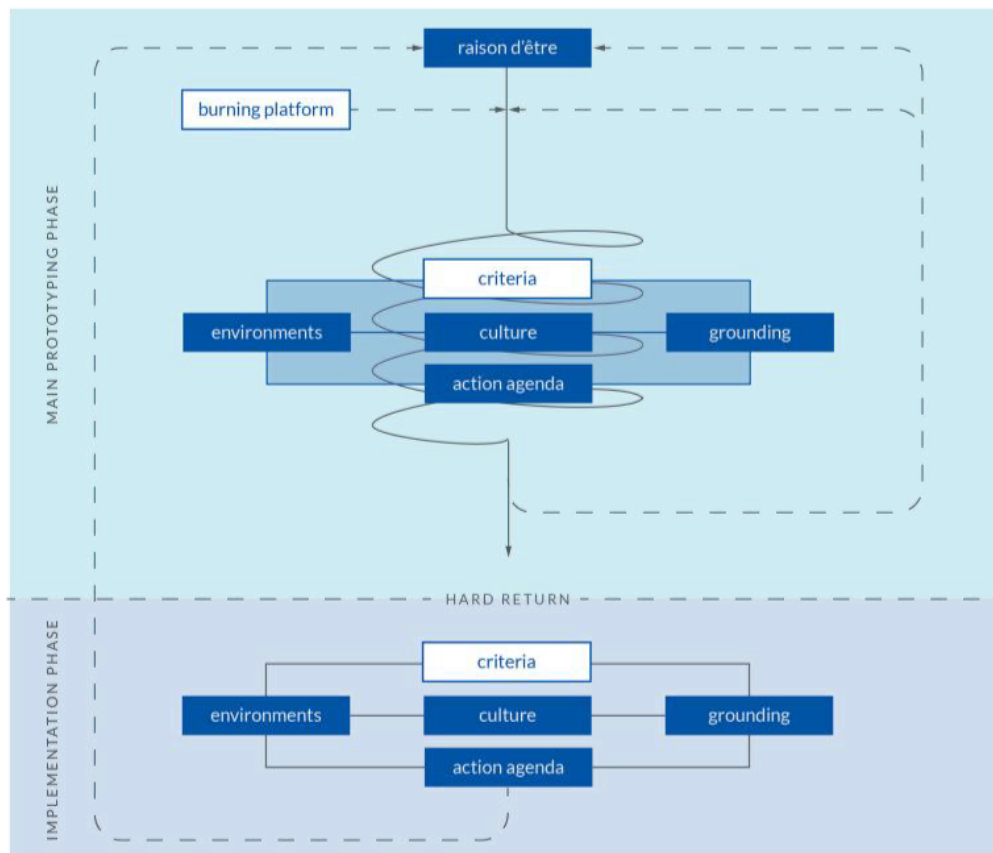 raison d'être
burning platform
MAIN PROTOTYPING PHASE
criteria
environments
culture
grounding
action agenda
HARD RETURN
IMPLEMENTATION PHASE
criteria
environments
culture
grounding
action agenda